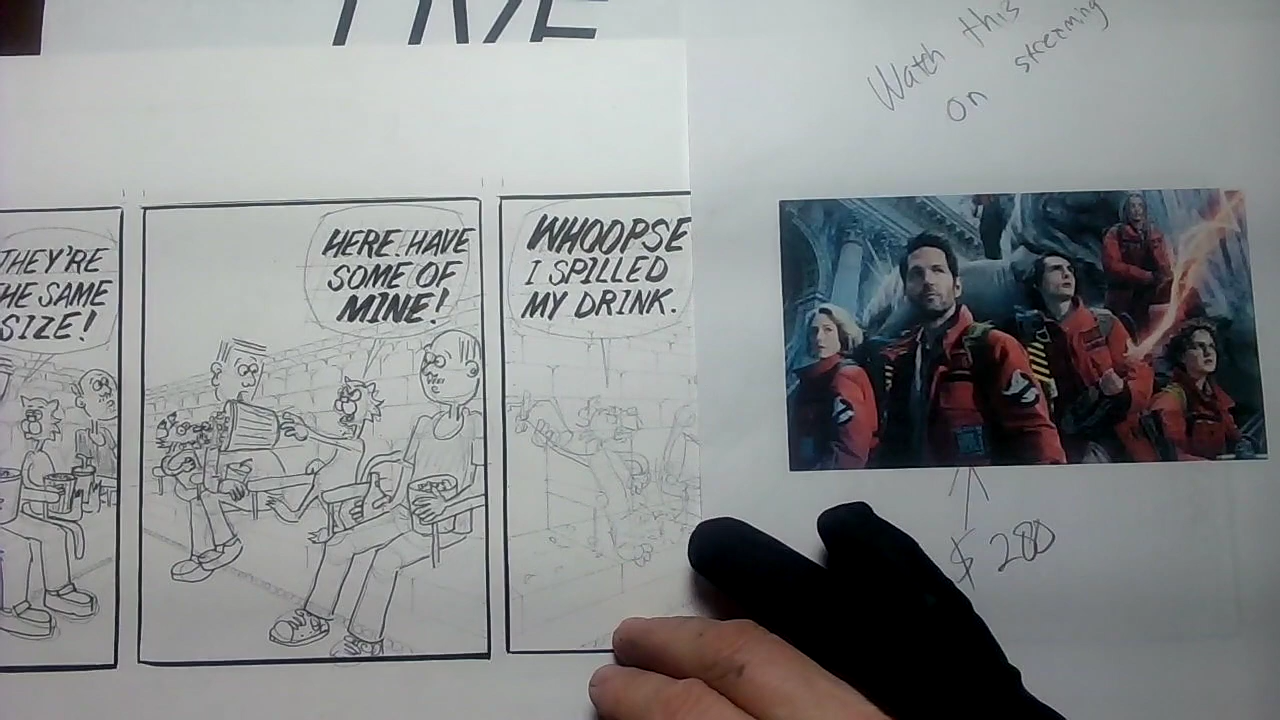 THEY'RE
THE SAME
SIZE!
HERE. HAVE
SOME OF
MINE!
WHOOPSE
I SPILLED
MY DRINK.
Watch this
on streaming
$ 280